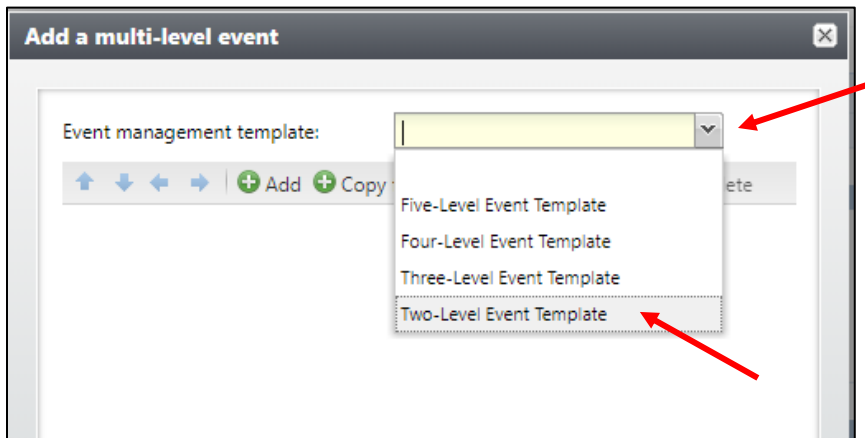 Add a multi-level event
Event management template:
Add Copy ete
Five-Level Event Template
Four-Level Event Template
Three-Level Event Template
Two-Level Event Template